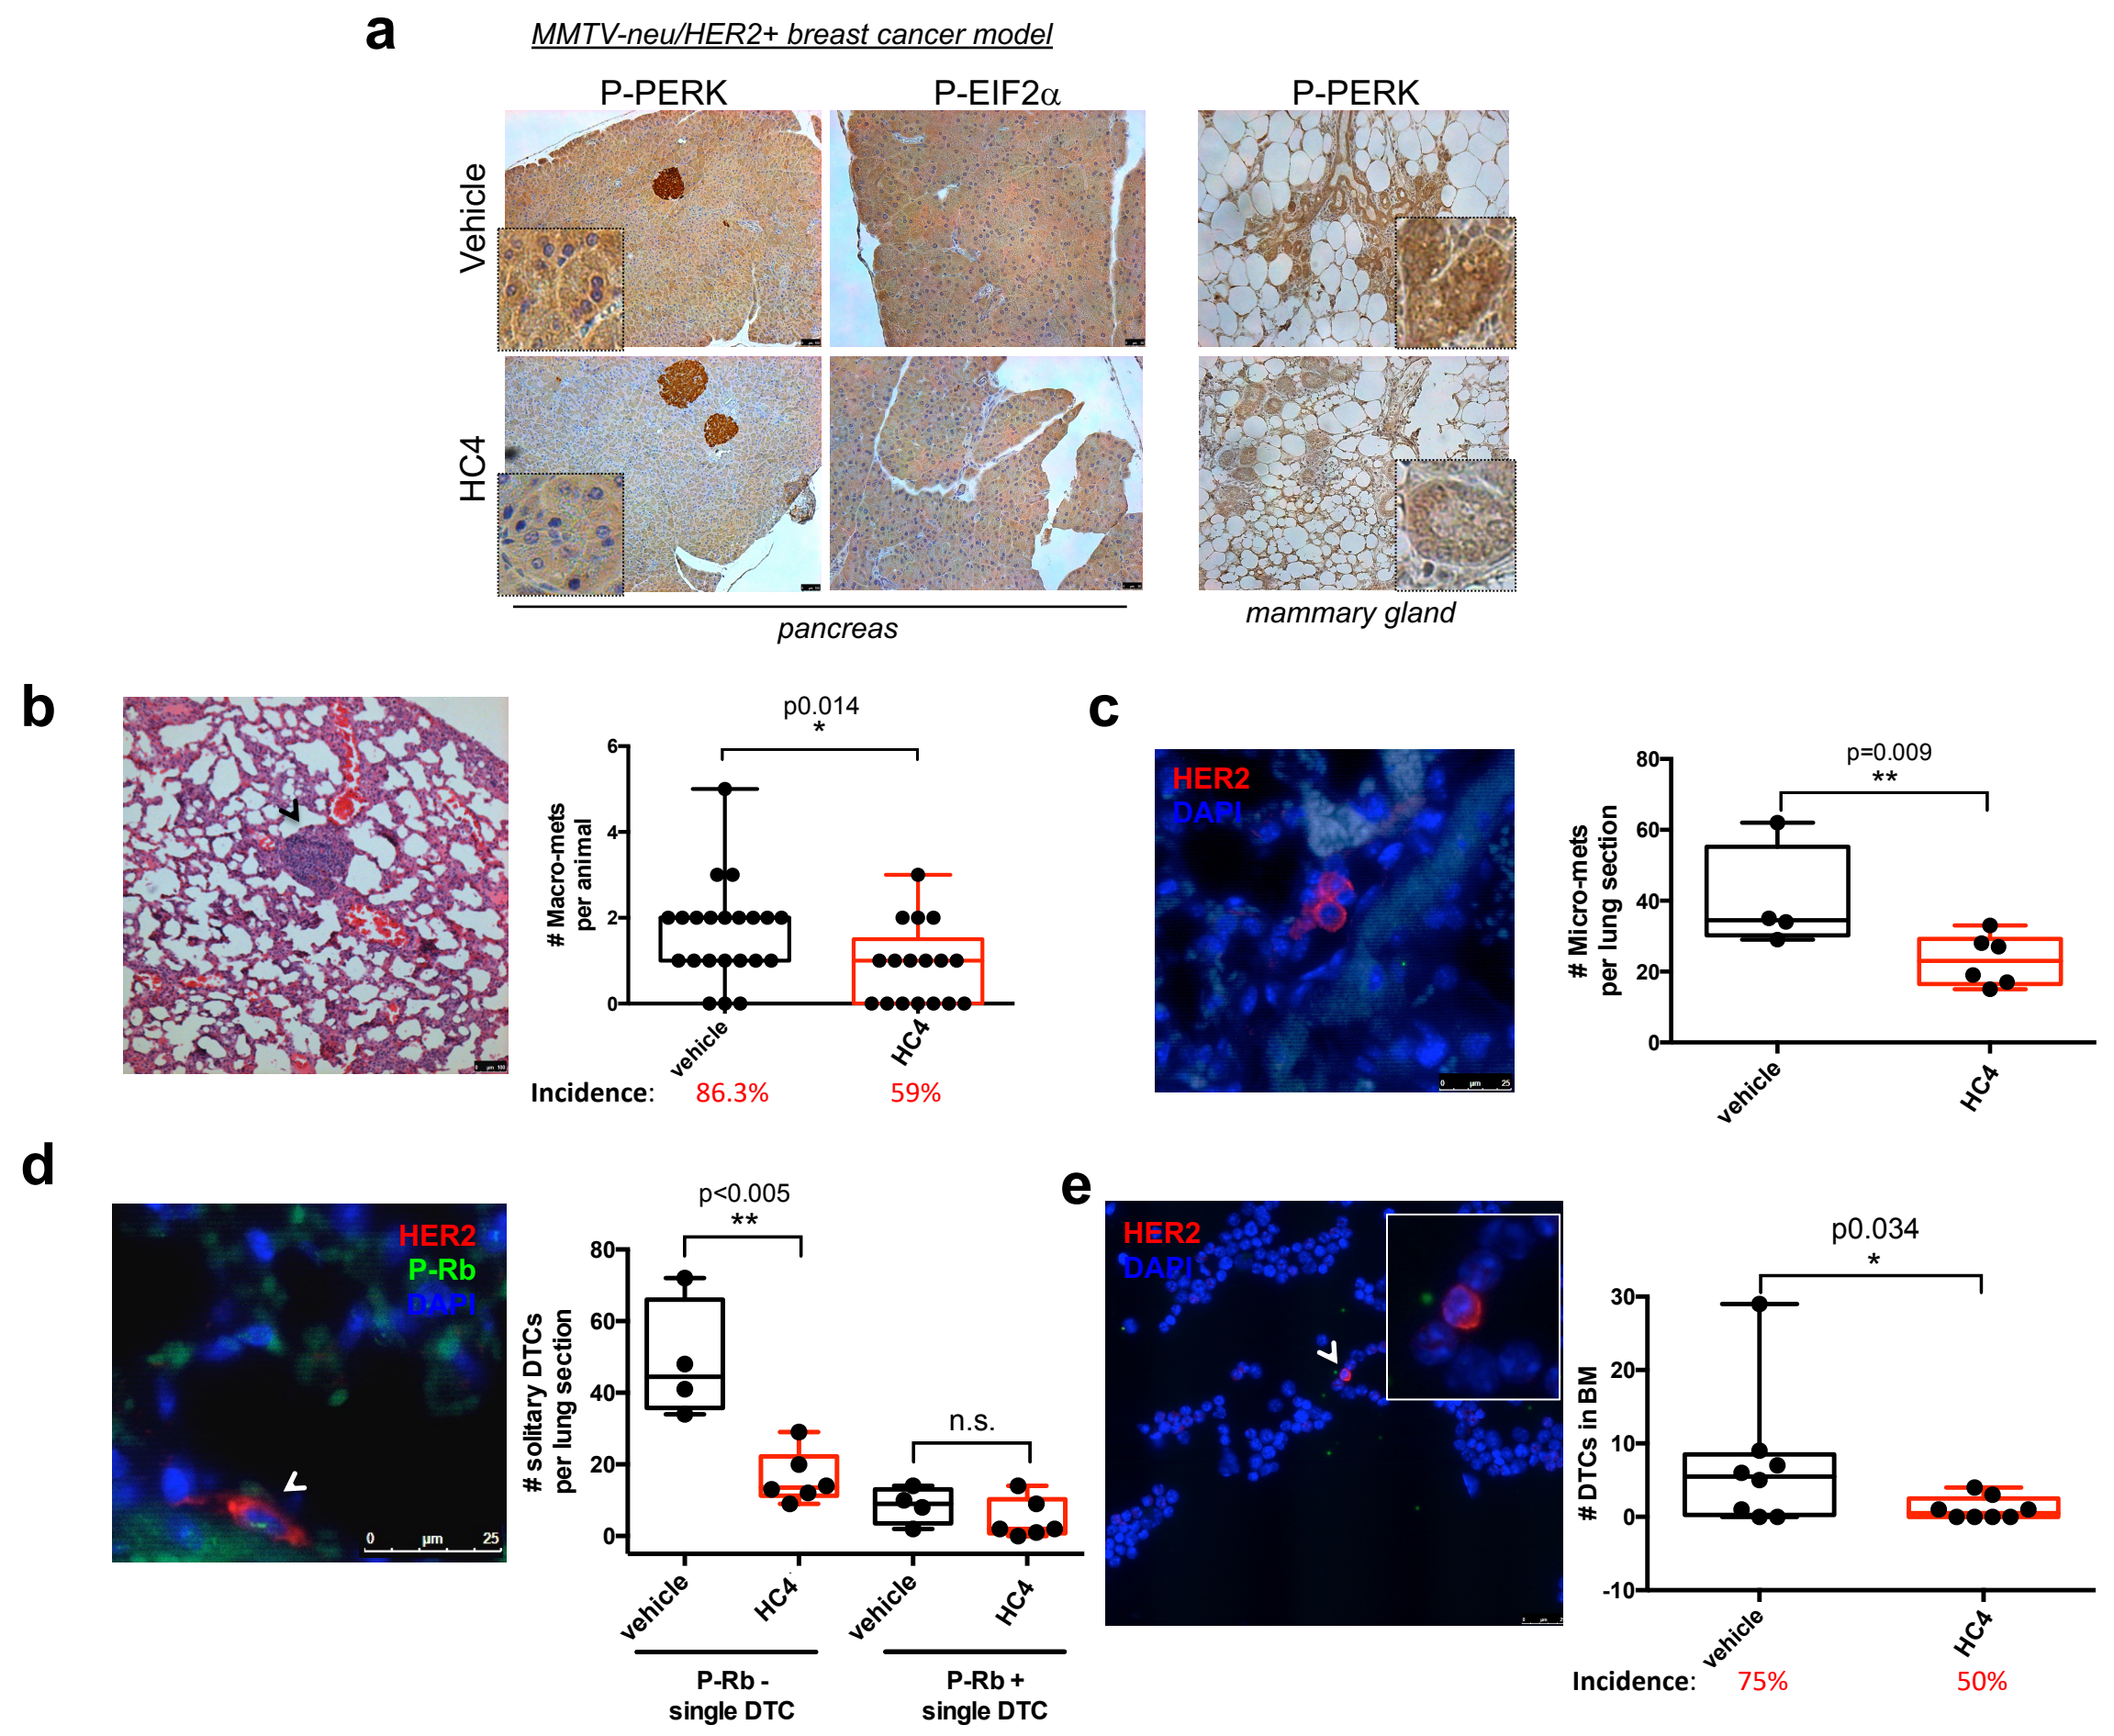 a
MMTV-neu/HER2+ breast cancer model
P-PERK
P-EIF2α
P-PERK
Vehicle
HC4
pancreas
mammary gland
b
p0.014
*
# Macro-mets
per animal
6
4
2
0
vehicle
HC4
Incidence:
86.3%
59%
c
HER2
DAPI
0 µm 25
p=0.009
**
# Micro-mets
per lung section
80
60
40
20
0
vehicle
HC4
d
HER2
P-Rb
DAPI
0 µm 25
p<0.005
**
n.s.
# solitary DTCs
per lung section
80
60
40
20
0
vehicle
HC4
vehicle
HC4
P-Rb -
single DTC
P-Rb +
single DTC
e
HER2
DAPI
p0.034
*
# DTCs in BM
30
20
10
0
-10
vehicle
HC4
Incidence:
75%
50%